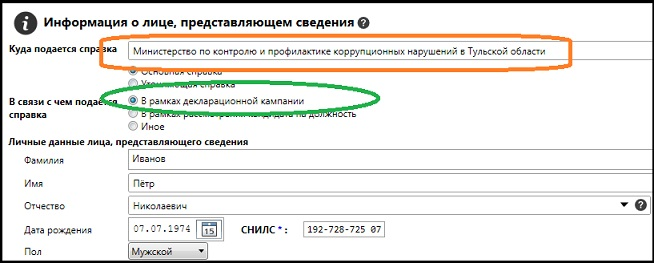 Информация о лице, представляющем сведения
Куда подается справка Министерство по контролю и профилактике коррупционных нарушений в Тульской области
Основная справка
Уточняющая справка
В связи с чем подается справка
В рамках декларационной кампании
В рамках рассмотрения кандидата на должность
Иное
Личные данные лица, представляющего сведения
Фамилия Иванов
Имя Пётр
Отчество Николаевич
Дата рождения 07.07.1974 15 СНИЛС * : 192-728-725 07
Пол Мужской